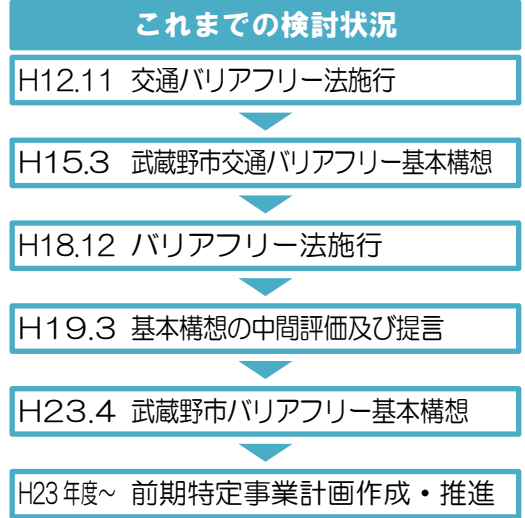 これまでの検討状況
H12.11 交通バリアフリー法施行
H15.3 武蔵野市交通バリアフリー基本構想
H18.12 バリアフリー法施行
H19.3 基本構想の中間評価及び提言
H23.4 武蔵野市バリアフリー基本構想
H23年度~ 前期特定事業計画作成・推進